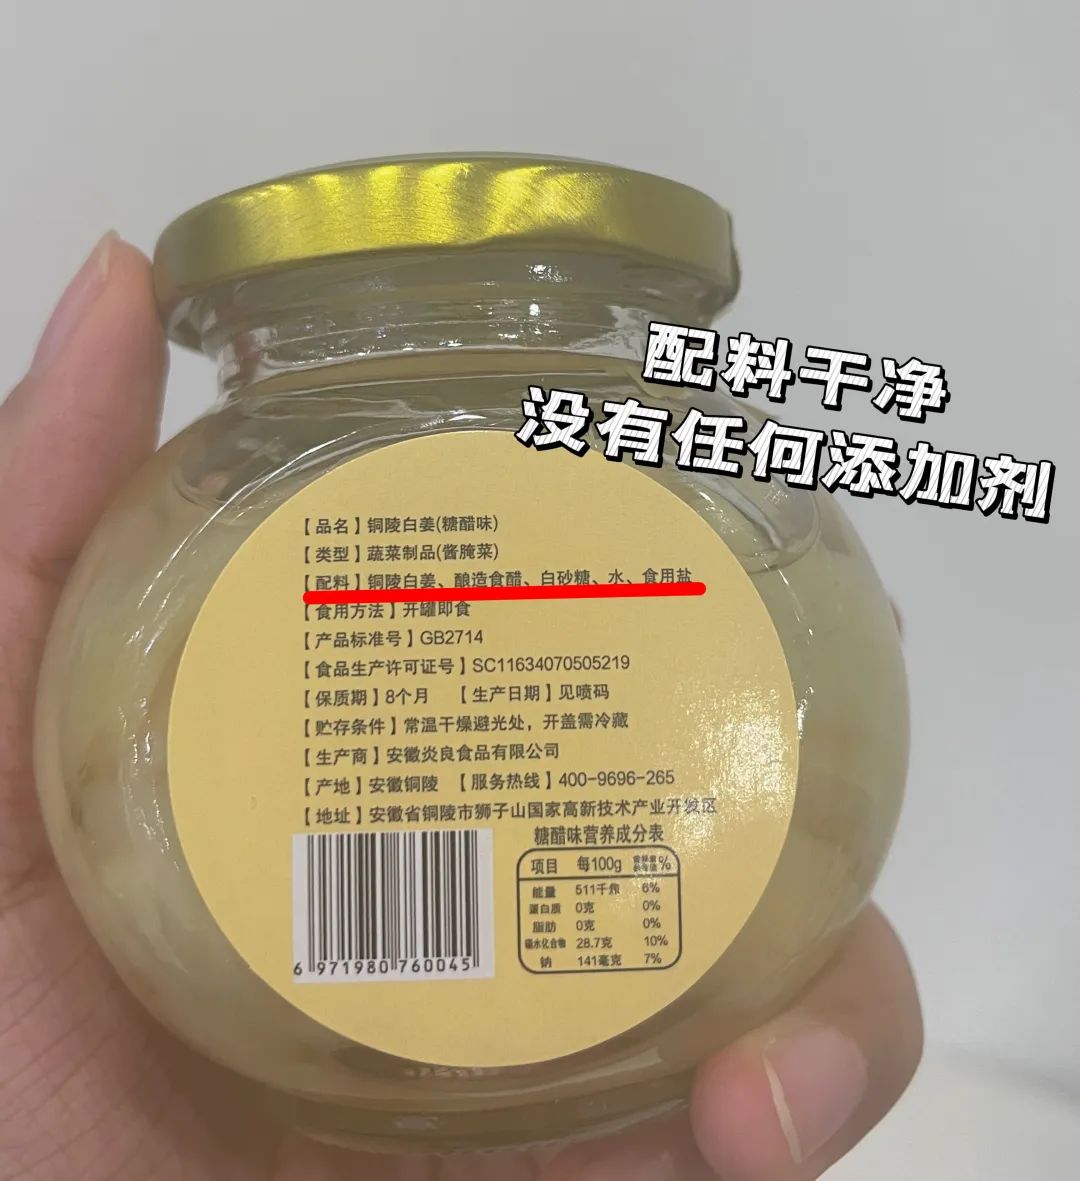 配料干净
没有任何添加剂
【品名】铜陵白姜(糖醋味)
【类型】蔬菜制品(酱腌菜)
【配料】铜陵白姜、酿造食醋、白砂糖、水、食用盐
【食用方法】开罐即食
【产品标准号】GB2714
【食品生产许可证号】SC11634070505219
【保质期】8个月 【生产日期】见喷码
【贮存条件】常温干燥避光处，开盖需冷藏
【生产商】安徽炎良食品有限公司
【产地】安徽铜陵 【服务热线】400-9696-265
【地址】安徽省铜陵市狮子山国家高新技术产业开发区
糖醋味营养成分表
项目 每100g 营养素参考值%
能量 511千焦 6%
蛋白质 0克 0%
脂肪 0克 0%
碳水化合物 28.7克 10%
钠 141毫克 7%
6 971980 760045